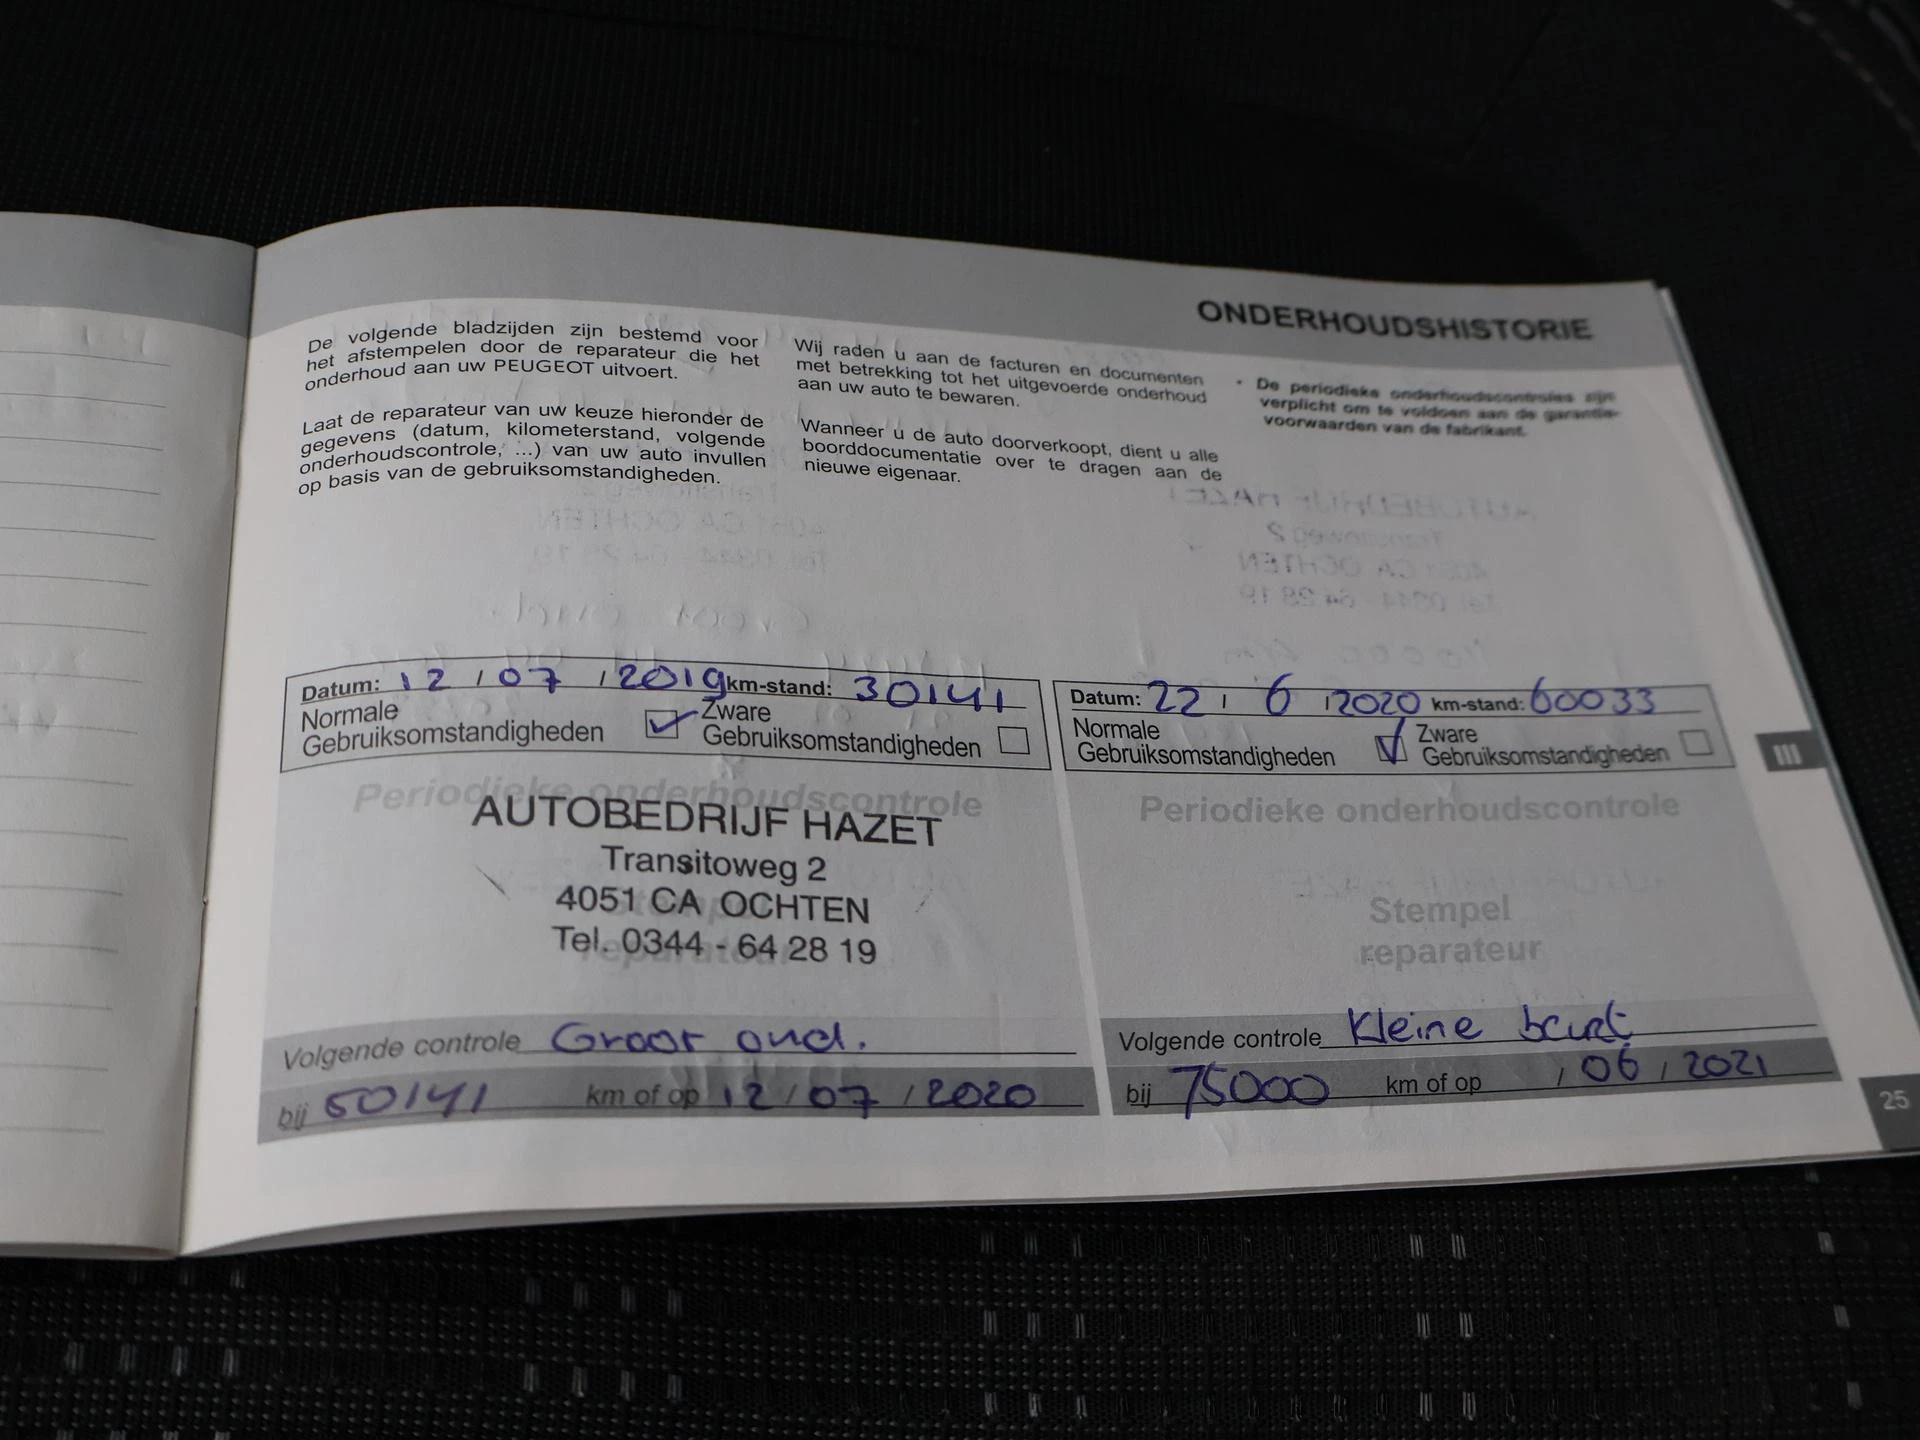 ONDERHOUDSHISTORIE
De volgende bladzijden zijn bestemd voor
het afstempelen door de reparateur die het
onderhoud aan uw PEUGEOT uitvoert.
Laat de reparateur van uw keuze hieronder de
gegevens (datum, kilometerstand, volgende
onderhoudscontrole, ...) van uw auto invullen
op basis van de gebruiksomstandigheden.
Wij raden u aan de facturen en documenten
met betrekking tot het uitgevoerde onderhoud
aan uw auto te bewaren.
Wanneer u de auto doorverkoopt, dient u alle
boorddocumentatie over te dragen aan de
nieuwe eigenaar.
• De periodieke onderhoudscontroles zijn
verplicht om te voldoen aan de garantie-
voorwaarden van de fabrikant.
Datum: 12 / 07 / 2019 km-stand: 30141
Normale
Gebruiksomstandigheden
Zware
Gebruiksomstandigheden
Periodieke onderhoudscontrole
AUTOBEDRIJF HAZET
Transitoweg 2
4051 CA OCHTEN
Tel. 0344 - 64 28 19
reparateur
Volgende controle Groot ond.
bij 50141 km of op 12 / 07 / 2020
Datum: 22 / 6 / 2020 km-stand: 60033
Normale
Gebruiksomstandigheden
Zware
Gebruiksomstandigheden
Periodieke onderhoudscontrole
Stempel
reparateur
Volgende controle Kleine beurt
bij 75000 km of op / 06 / 2021
III
25